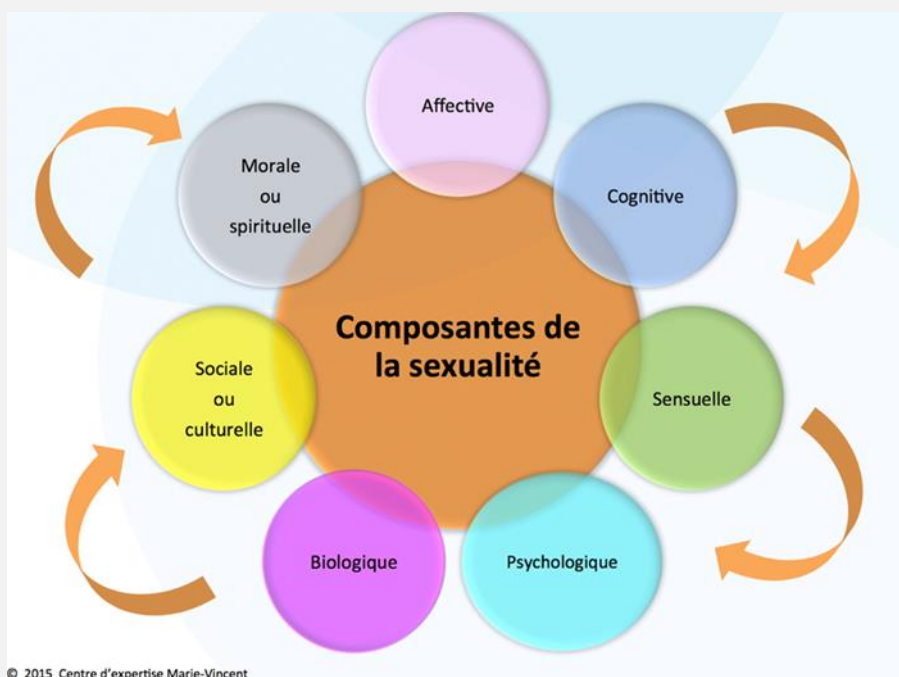 Affective
Cognitive
Sensuelle
Psychologique
Biologique
Sociale
ou
culturelle
Morale
ou
spirituelle
Composantes de
la sexualité
© 2015 Centre d'expertise Marie-Vincent